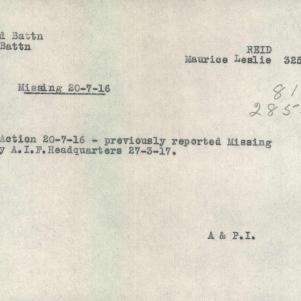 d Battn
Battn
REID
Maurice Leslie 325
Missing 20-7-16
81
285
Action 20-7-16 - previously reported Missing
y A.I.F.Headquarters 27-3-17.
A & P.I.